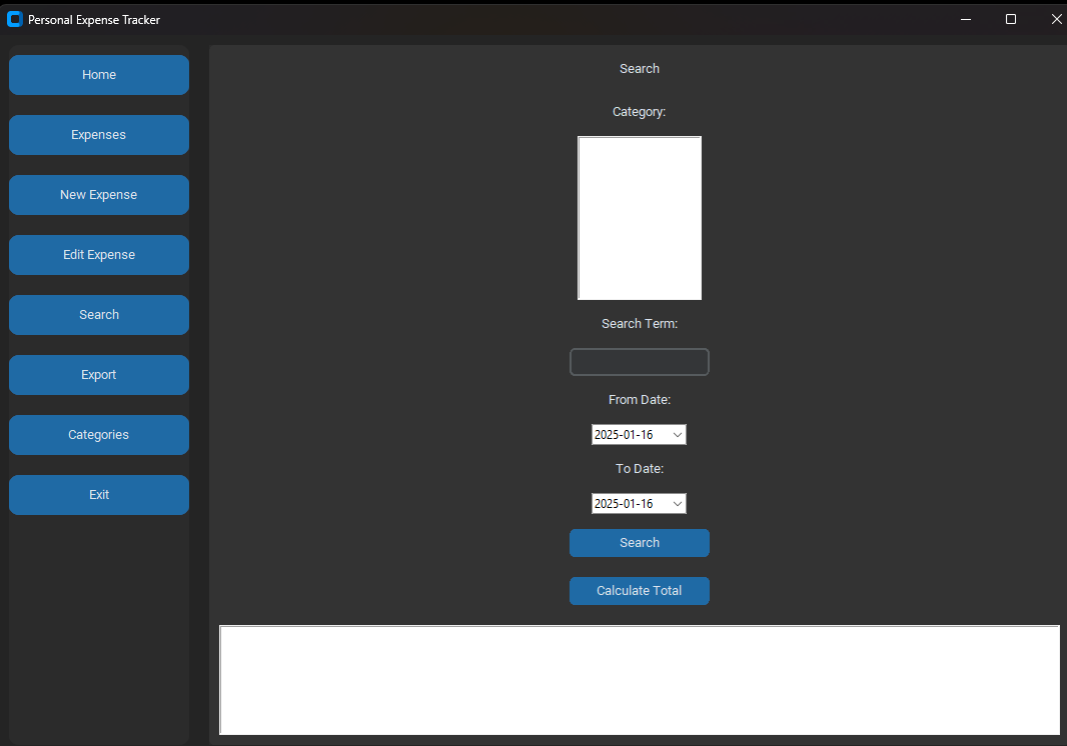 Personal Expense Tracker
Home
Expenses
New Expense
Edit Expense
Search
Export
Categories
Exit
Search
Category:
Search Term:
From Date:
2025-01-16
To Date:
2025-01-16
Search
Calculate Total